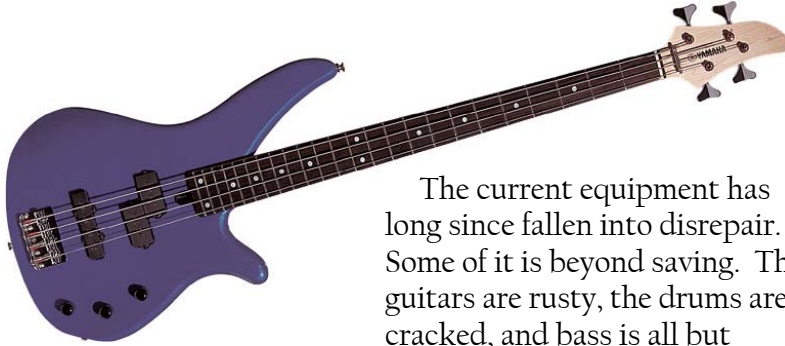 YAMAHA
The current equipment has
long since fallen into disrepair.
Some of it is beyond saving.  Th
guitars are rusty, the drums are
cracked, and bass is all but